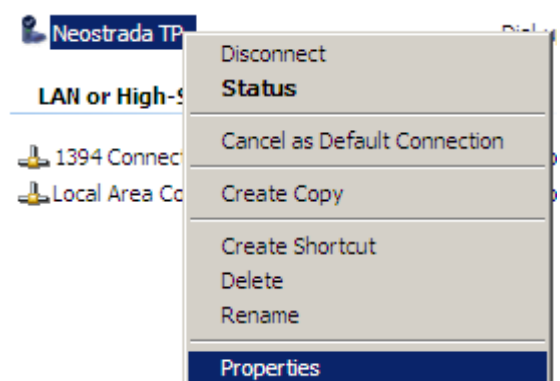 Neostrada TP
Disconnect
Status
LAN or High-S
Cancel as Default Connection
1394 Connec
Create Copy
Local Area Co
Create Shortcut
Delete
Rename
Properties